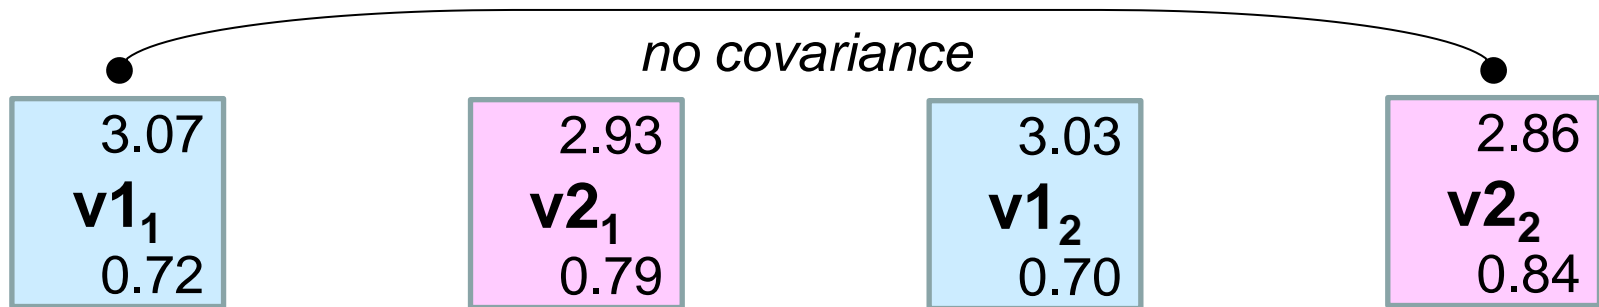 no covariance
3.07
v1₁
0.72
2.93
v2₁
0.79
3.03
v1₂
0.70
2.86
v2₂
0.84